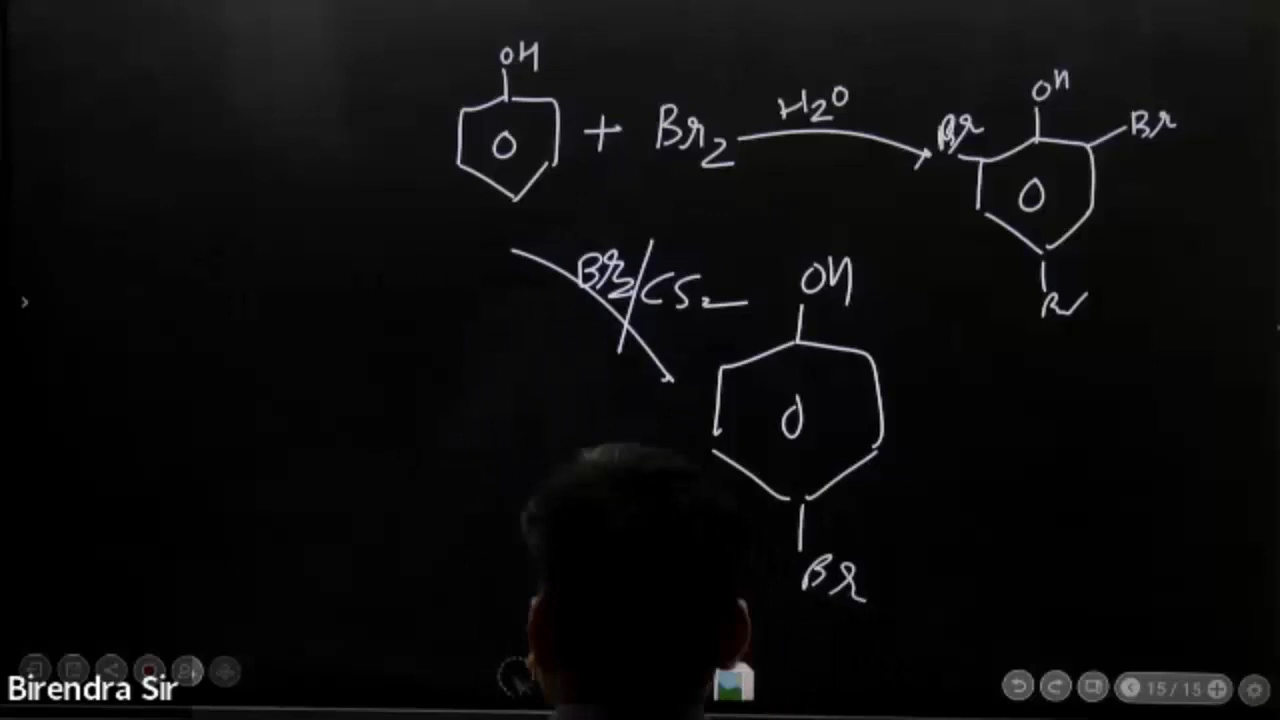 OH
+ Br2 H2O
OH
Br Br
Br
Br2/CS2
OH
Br
Birendra Sir
15 / 15